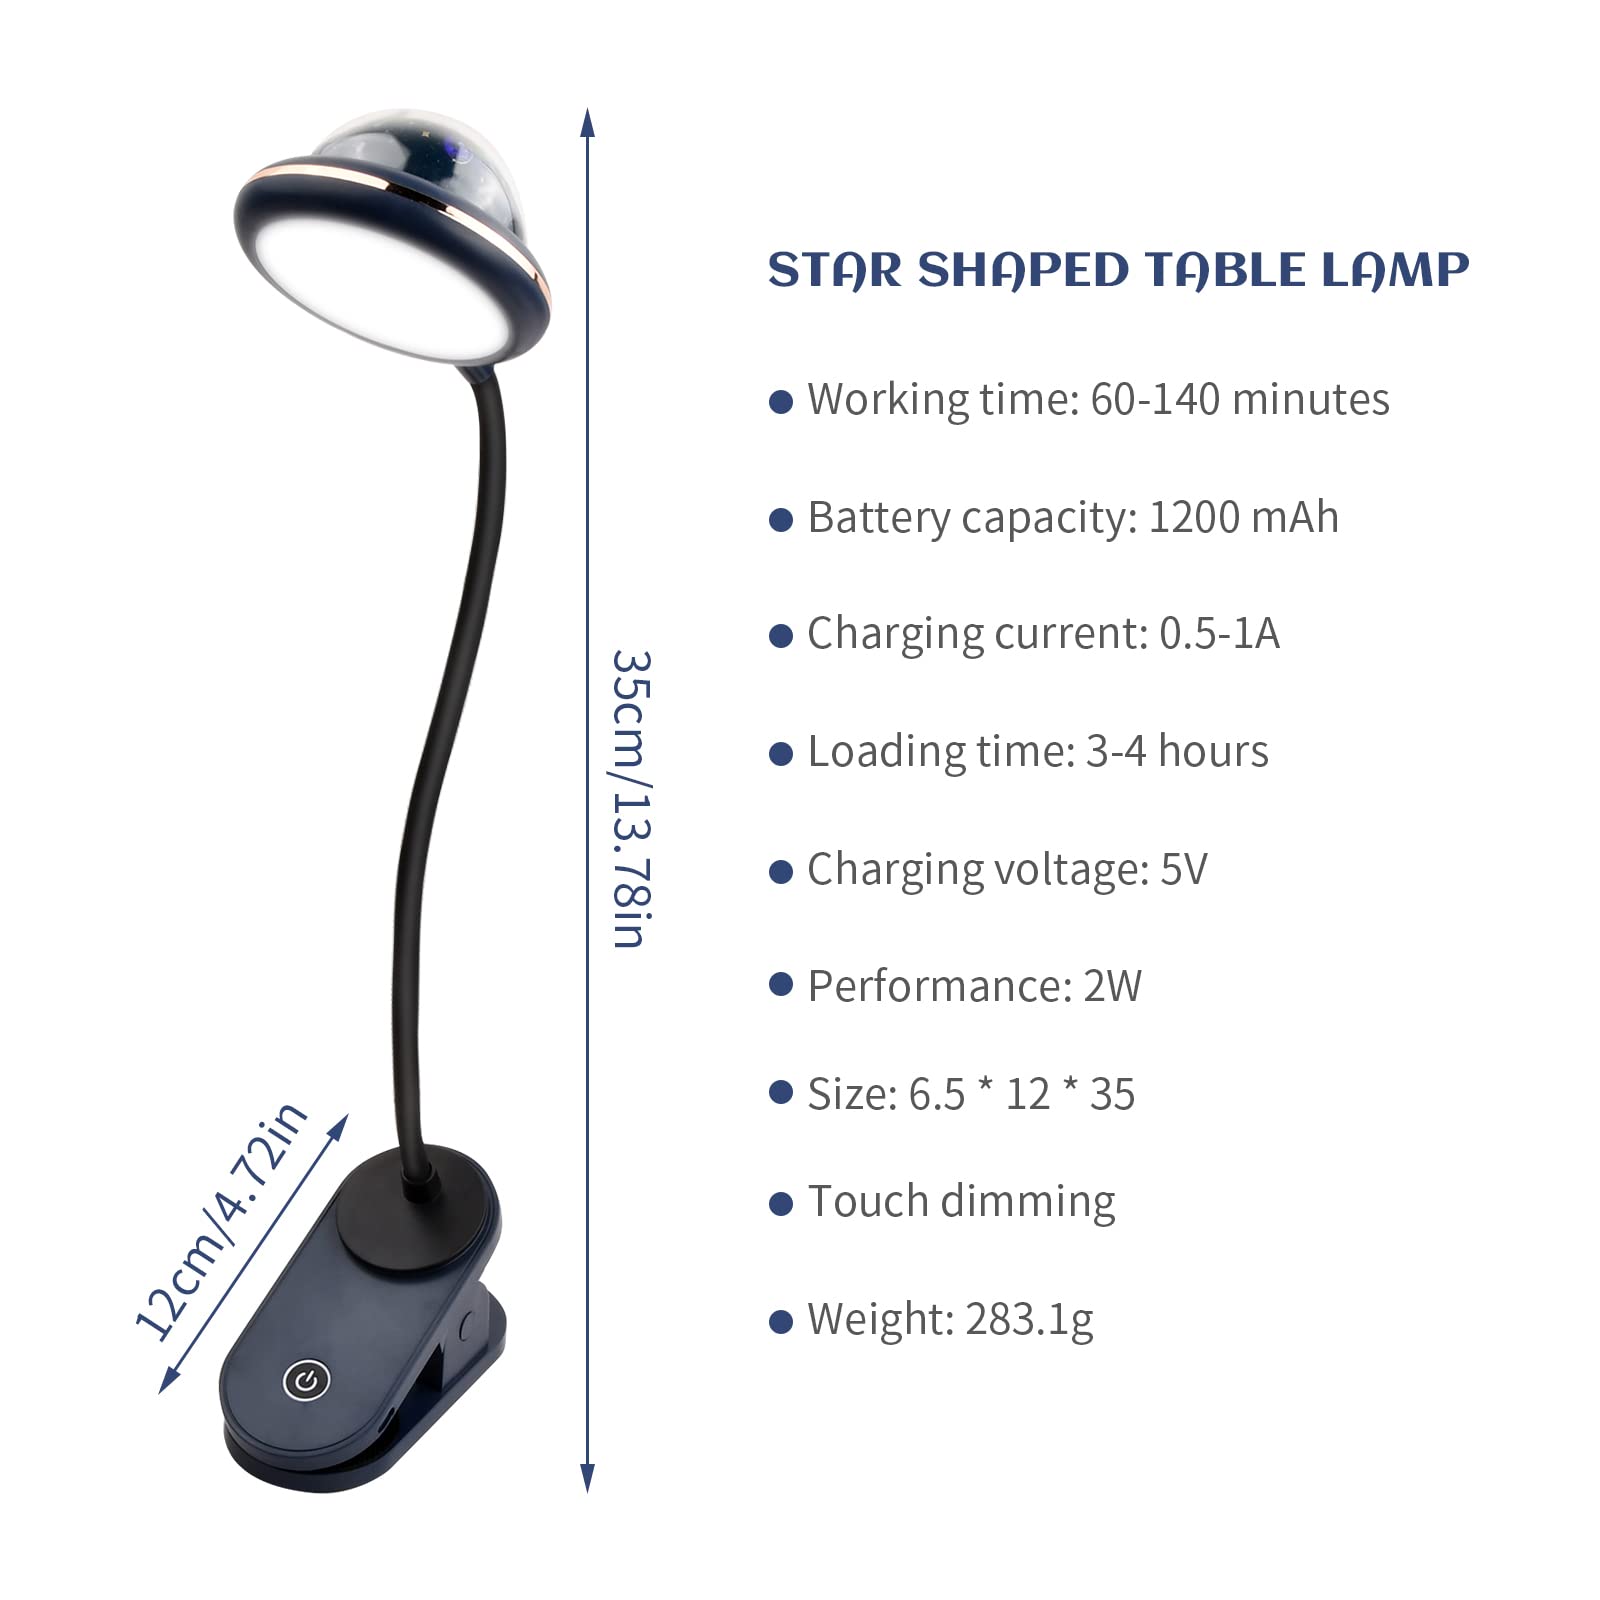 STAR SHAPED TABLE LAMP
Working time: 60-140 minutes
Battery capacity: 1200 mAh
Charging current: 0.5-1A
Loading time: 3-4 hours
Charging voltage: 5V
Performance: 2W
Size: 6.5 * 12 * 35
Touch dimming
Weight: 283.1g
35cm/13.78in
12cm/4.72in